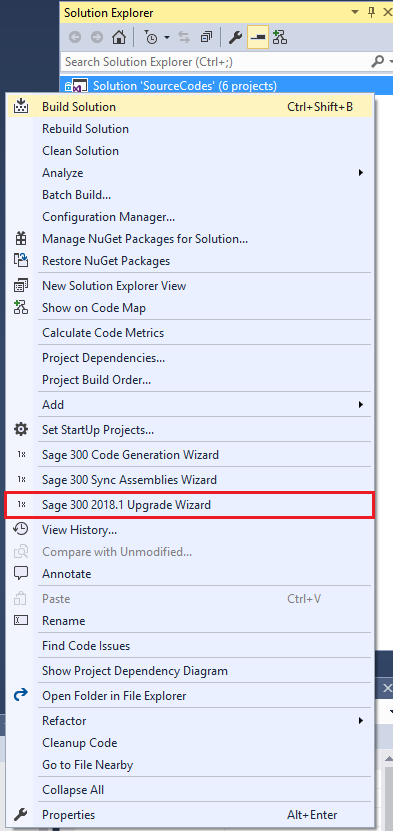 Solution Explorer
Search Solution Explorer (Ctrl+;)
Solution 'SourceCodes' (6 projects)
Build Solution Ctrl+Shift+B
Rebuild Solution
Clean Solution
Analyze
Batch Build...
Configuration Manager...
Manage NuGet Packages for Solution...
Restore NuGet Packages
New Solution Explorer View
Show on Code Map
Calculate Code Metrics
Project Dependencies...
Project Build Order...
Add
Set StartUp Projects...
1x Sage 300 Code Generation Wizard
1x Sage 300 Sync Assemblies Wizard
1x Sage 300 2018.1 Upgrade Wizard
View History...
Compare with Unmodified...
Annotate
Paste Ctrl+V
Rename
Find Code Issues
Show Project Dependency Diagram
Open Folder in File Explorer
Refactor
Cleanup Code
Go to File Nearby
Collapse All
Properties Alt+Enter